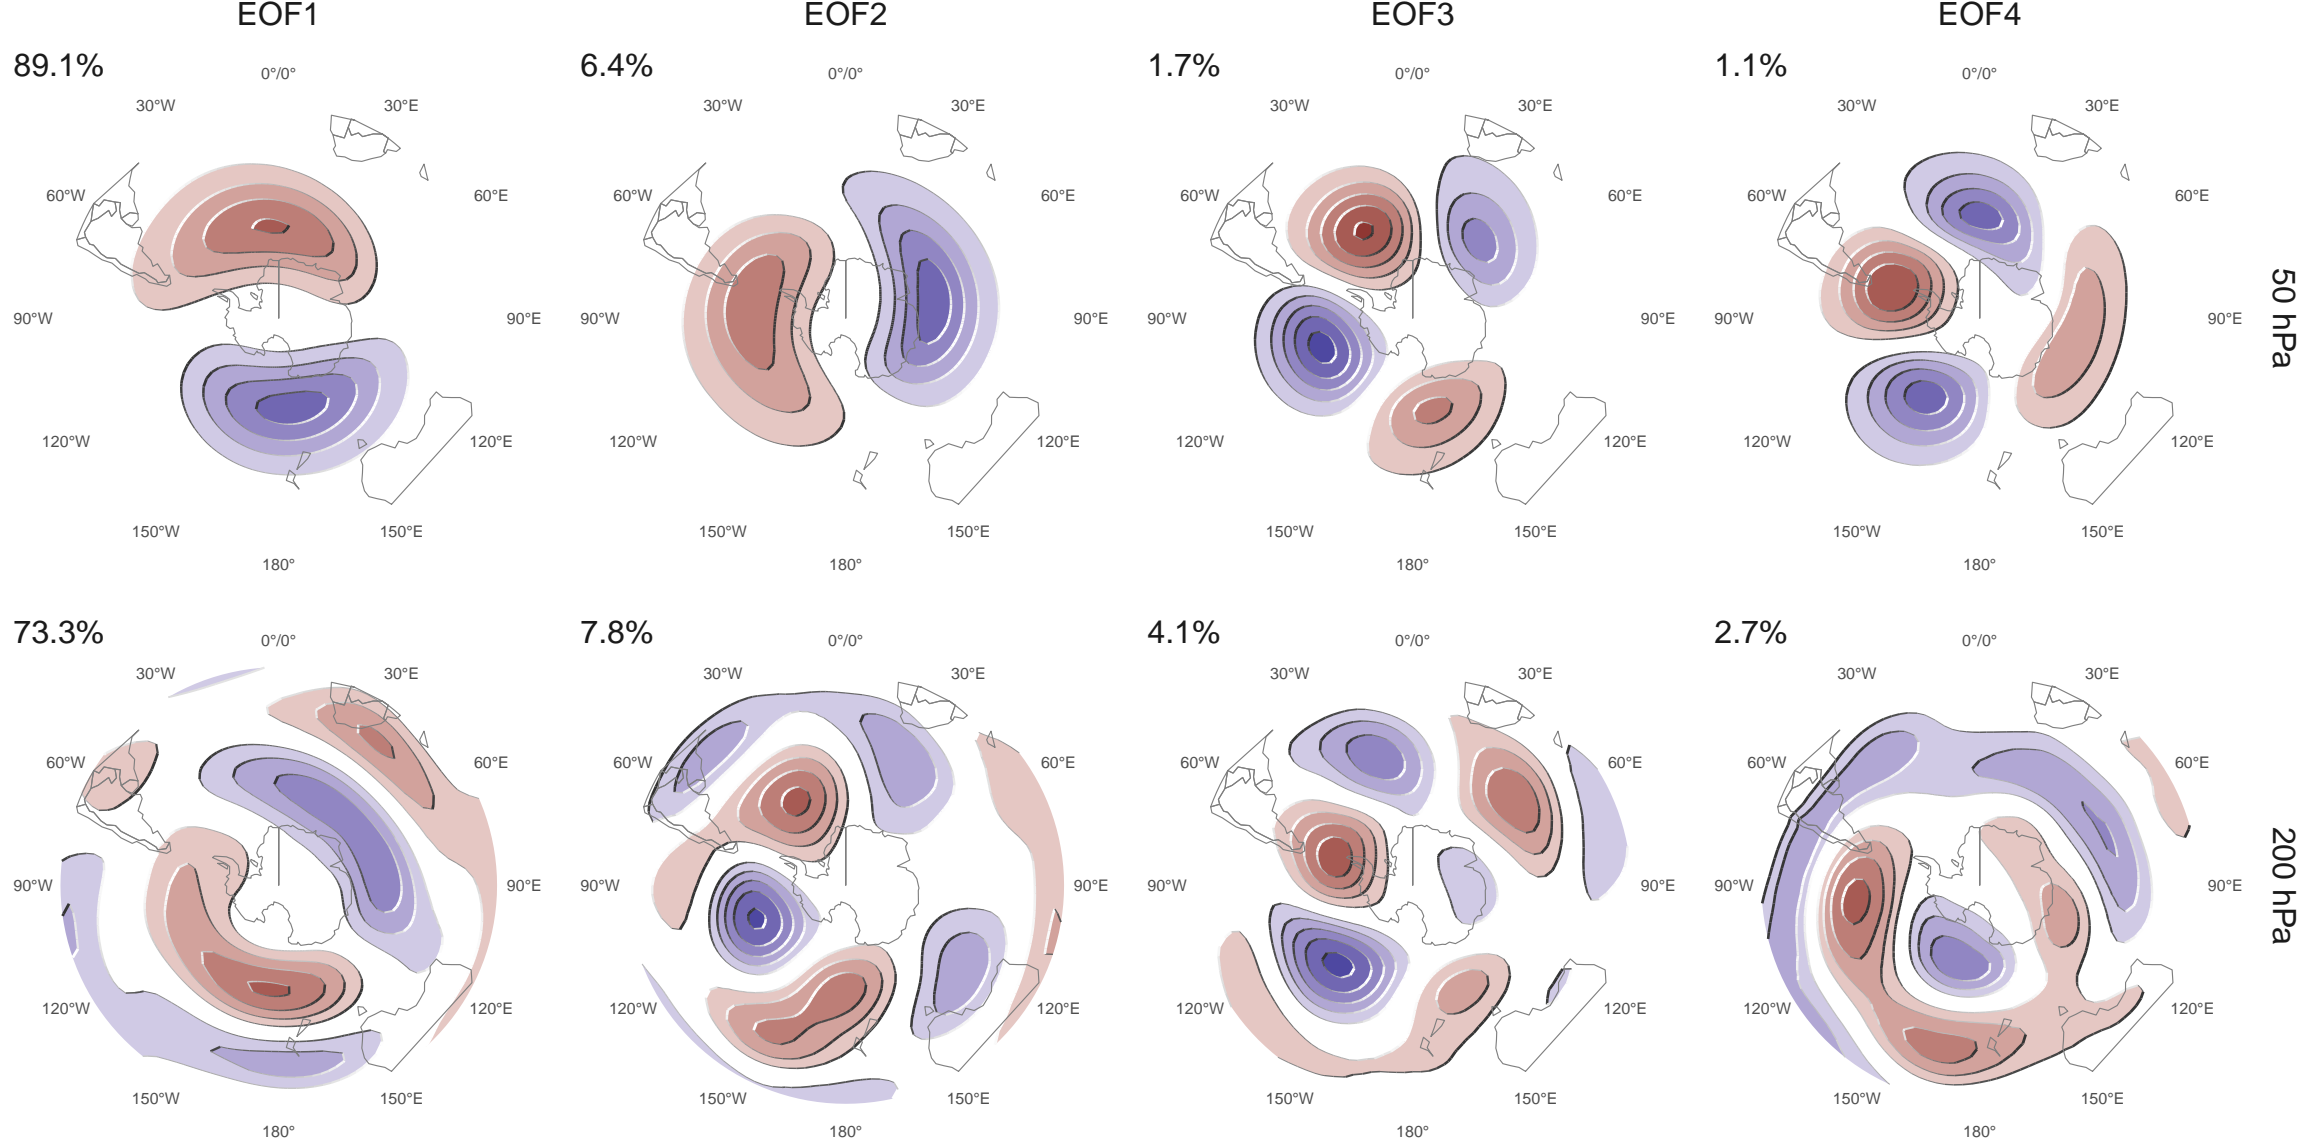 EOF1 EOF2 EOF3 EOF4
89.1% 0°/0° 6.4% 0°/0° 1.7% 0°/0° 1.1% 0°/0°
30°W 30°E 30°W 30°E 30°W 30°E 30°W 30°E
60°W 60°E 60°W 60°E 60°W 60°E 60°W 60°E
90°W 90°E 90°W 90°E 90°W 90°E 90°W 90°E
50 hPa
120°W 120°E 120°W 120°E 120°W 120°E 120°W 120°E
150°W 150°E 150°W 150°E 150°W 150°E 150°W 150°E
180° 180° 180° 180°
73.3% 0°/0° 7.8% 0°/0° 4.1% 0°/0° 2.7% 0°/0°
30°W 30°E 30°W 30°E 30°W 30°E 30°W 30°E
60°W 60°E 60°W 60°E 60°W 60°E 60°W 60°E
90°W 90°E 90°W 90°E 90°W 90°E 90°W 90°E
200 hPa
120°W 120°E 120°W 120°E 120°W 120°E 120°W 120°E
150°W 150°E 150°W 150°E 150°W 150°E 150°W 150°E
180° 180° 180° 180°